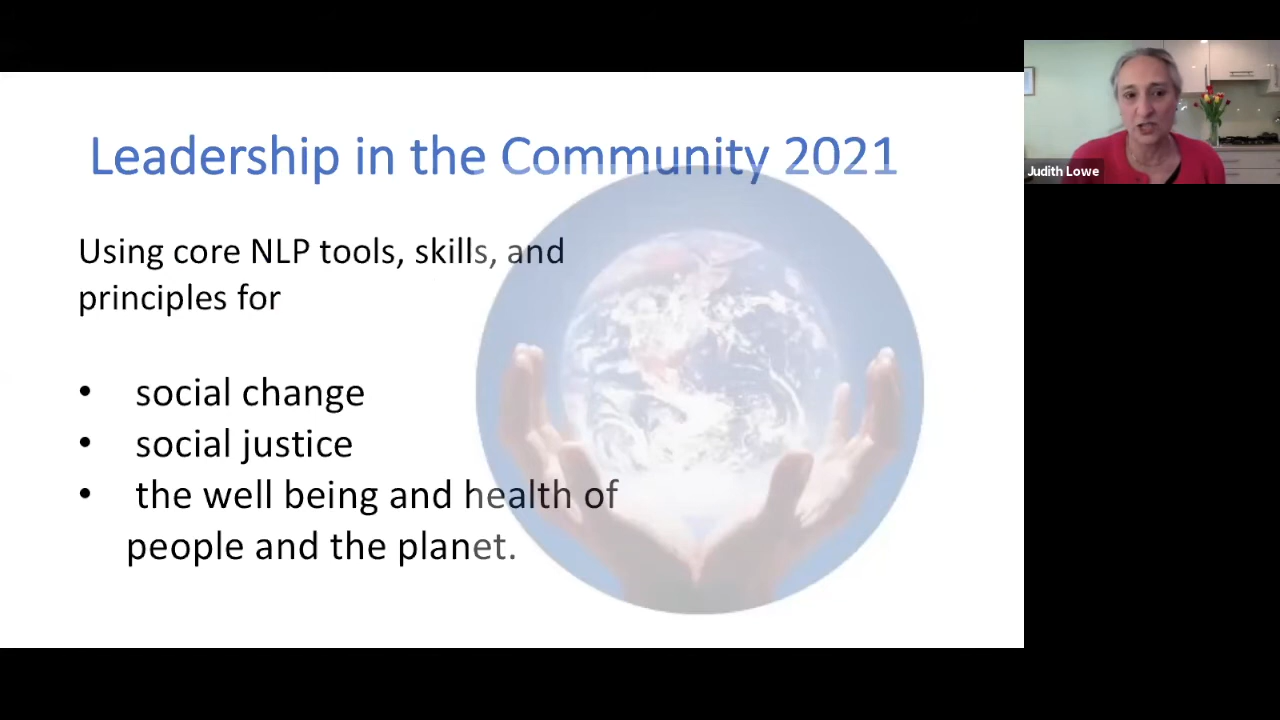 Leadership in the Community 2021
Using core NLP tools, skills, and
principles for
• social change
• social justice
• the well being and health of
people and the planet.
Judith Lowe